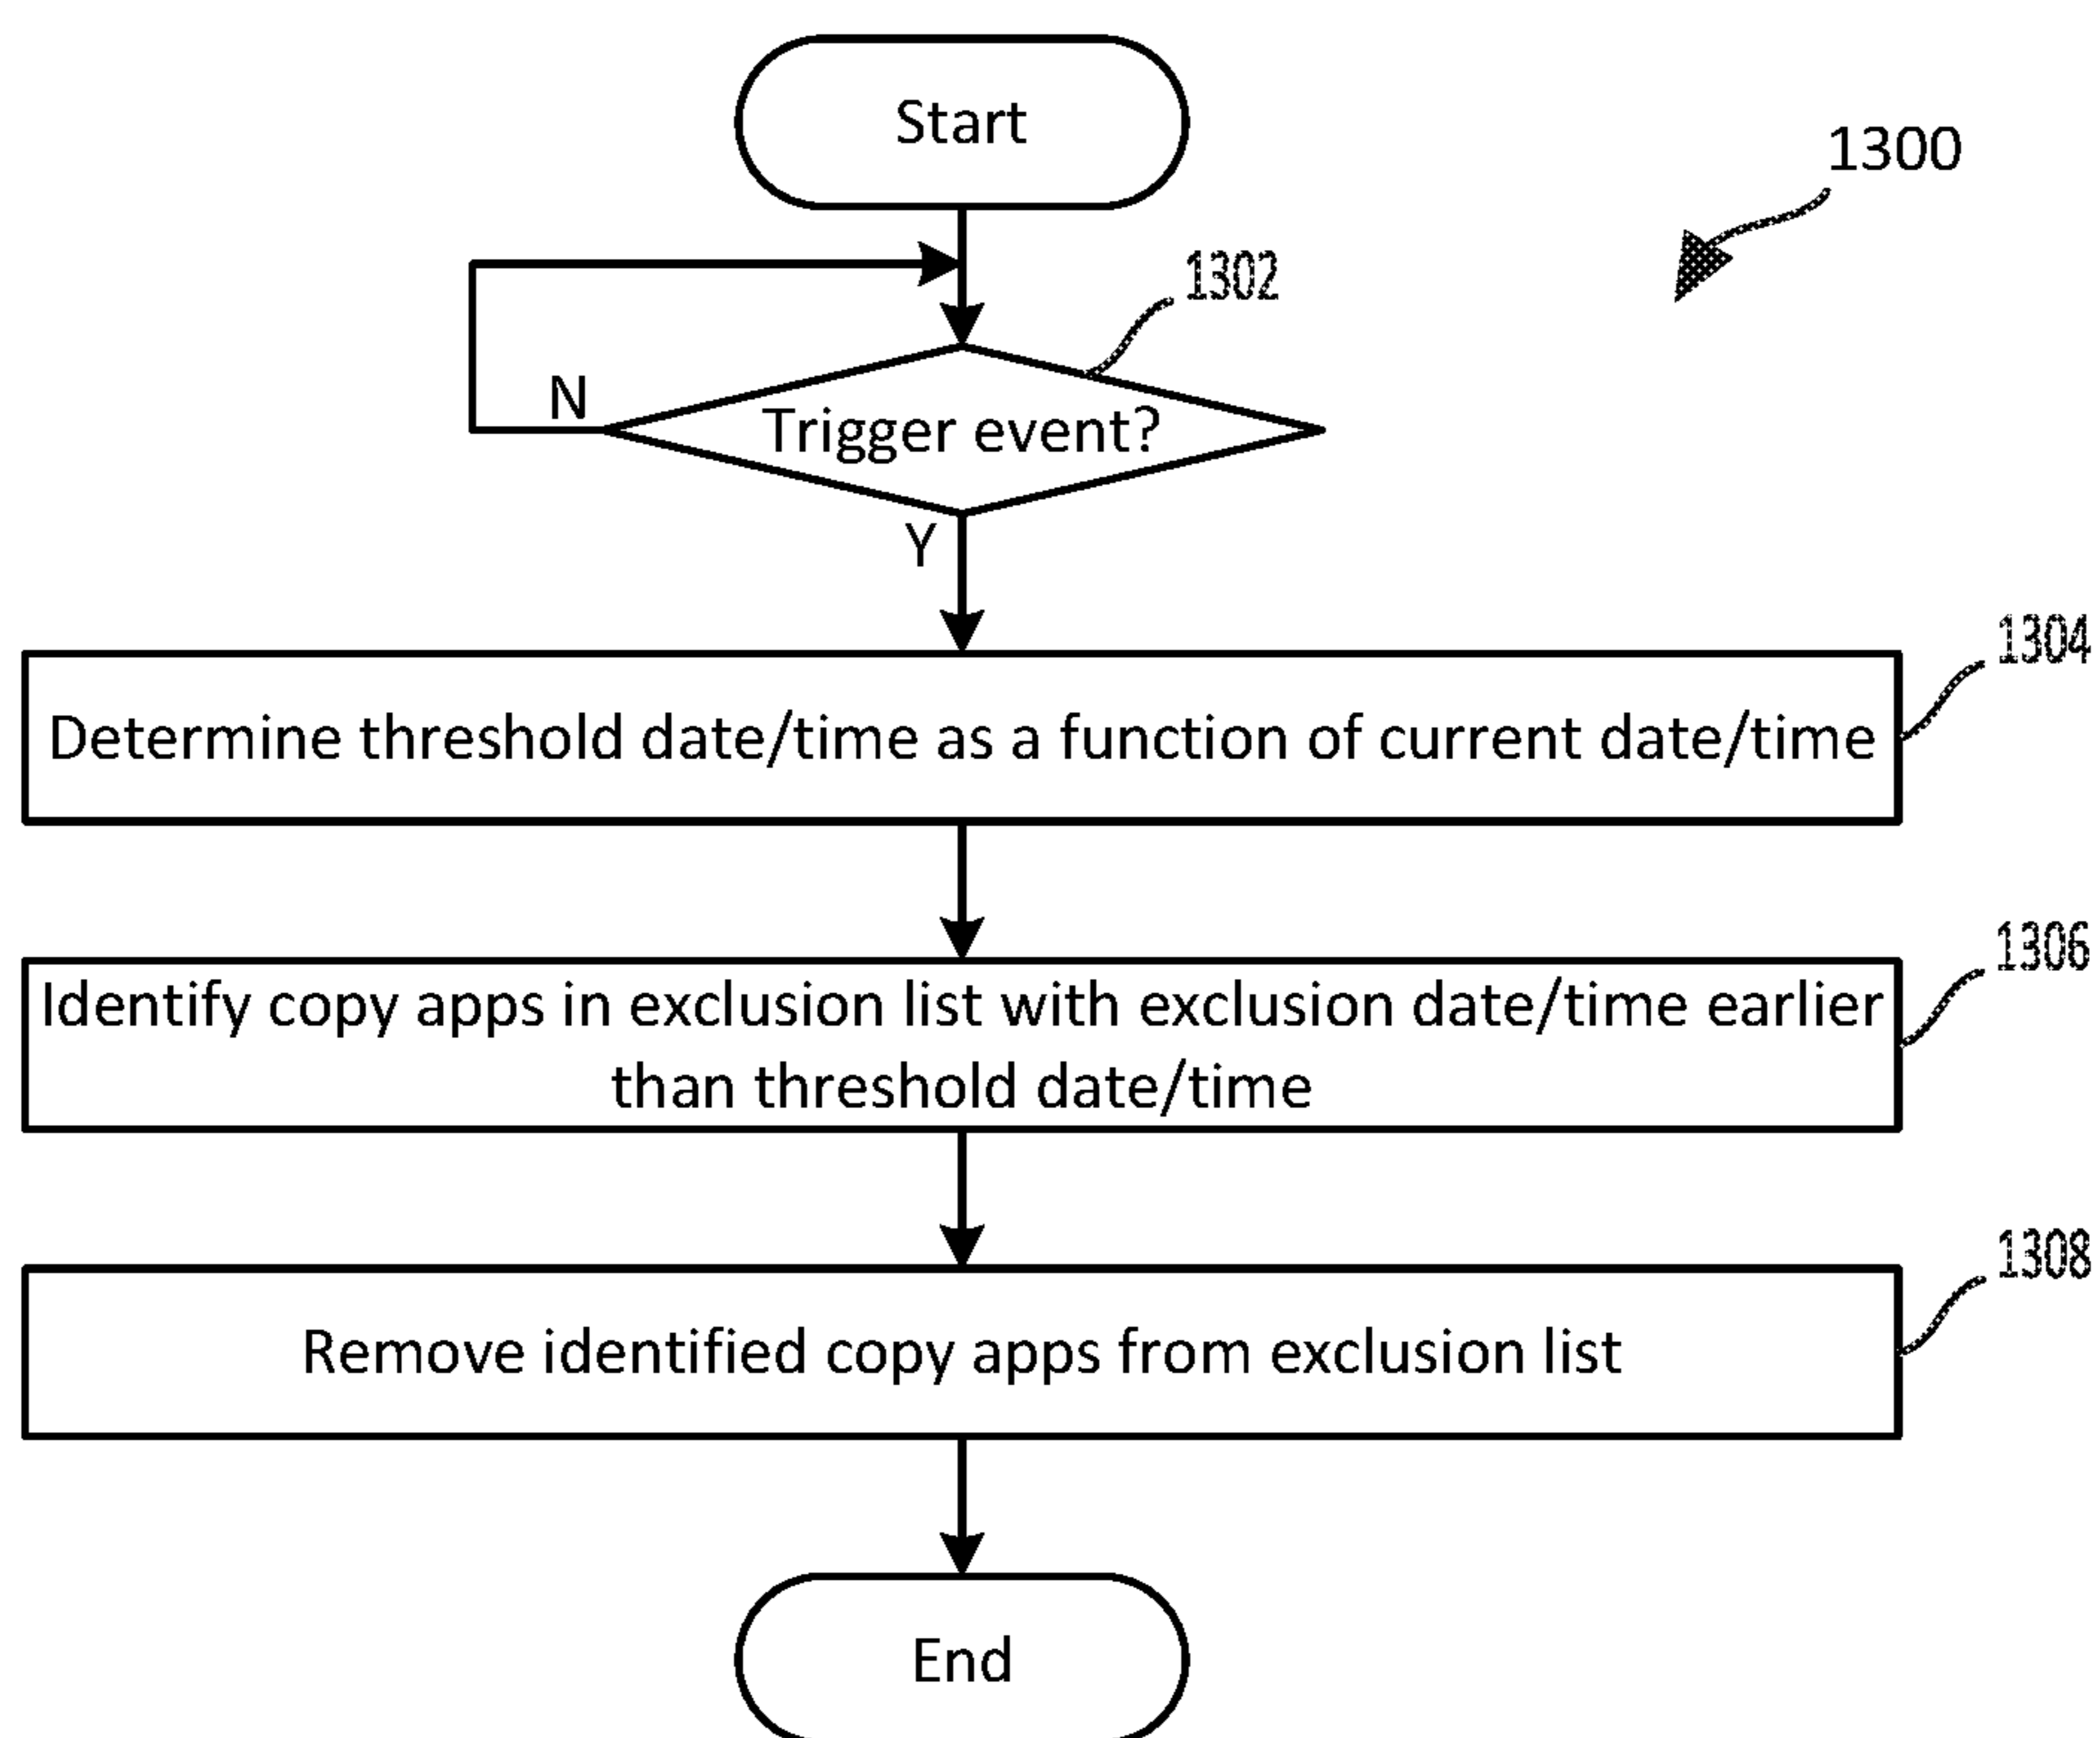 Start
1300
1302
N
Trigger event?
Y
1304
Determine threshold date/time as a function of current date/time
1306
Identify copy apps in exclusion list with exclusion date/time earlier
than threshold date/time
1308
Remove identified copy apps from exclusion list
End